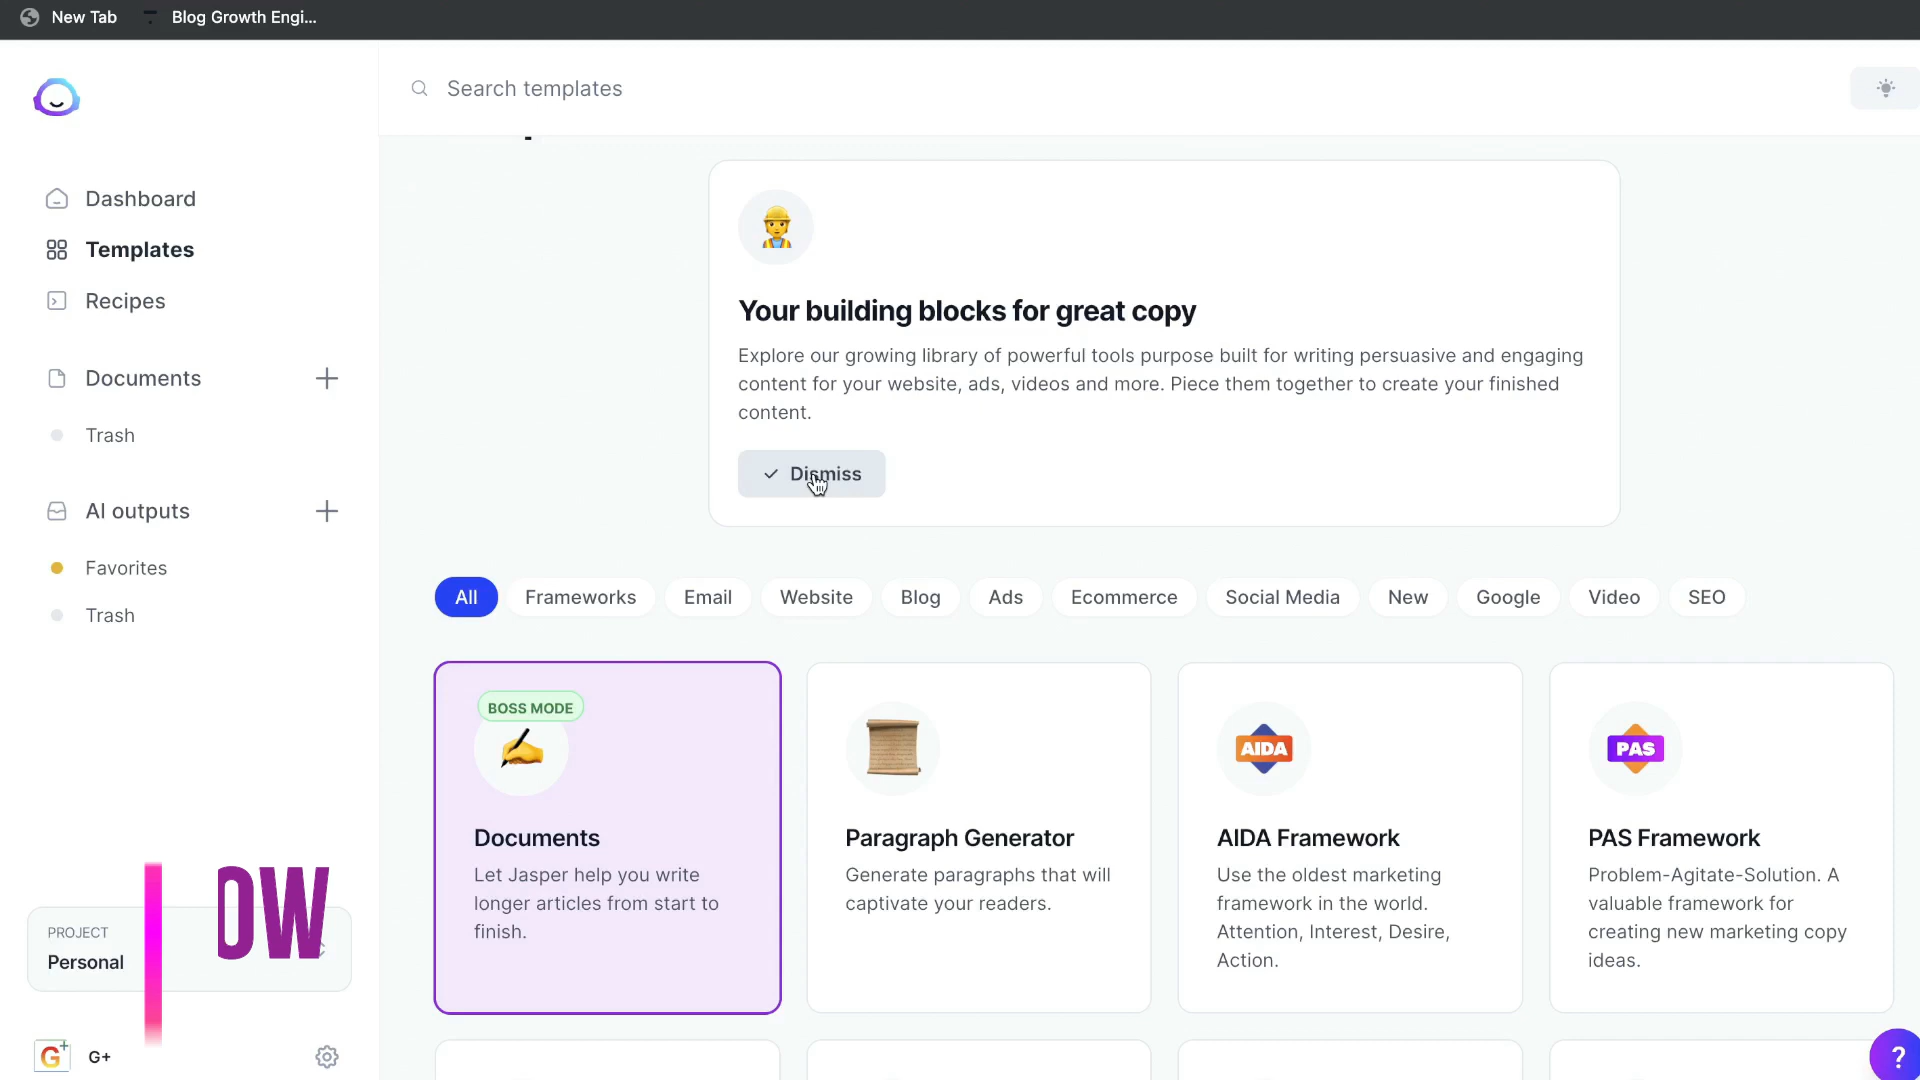 New Tab
Blog Growth Engi...
Search templates
Dashboard
Templates
Recipes
Documents
Trash
AI outputs
Favorites
Trash
PROJECT
Personal
OW
G+
G+
Your building blocks for great copy
Explore our growing library of powerful tools purpose built for writing persuasive and engaging
content for your website, ads, videos and more. Piece them together to create your finished
content.
Dismiss
All Frameworks Email Website Blog Ads Ecommerce Social Media New Google Video SEO
BOSS MODE
Documents
Let Jasper help you write
longer articles from start to
finish.
Paragraph Generator
Generate paragraphs that will
captivate your readers.
AIDA
AIDA Framework
Use the oldest marketing
framework in the world.
Attention, Interest, Desire,
Action.
PAS
PAS Framework
Problem-Agitate-Solution. A
valuable framework for
creating new marketing copy
ideas.
?